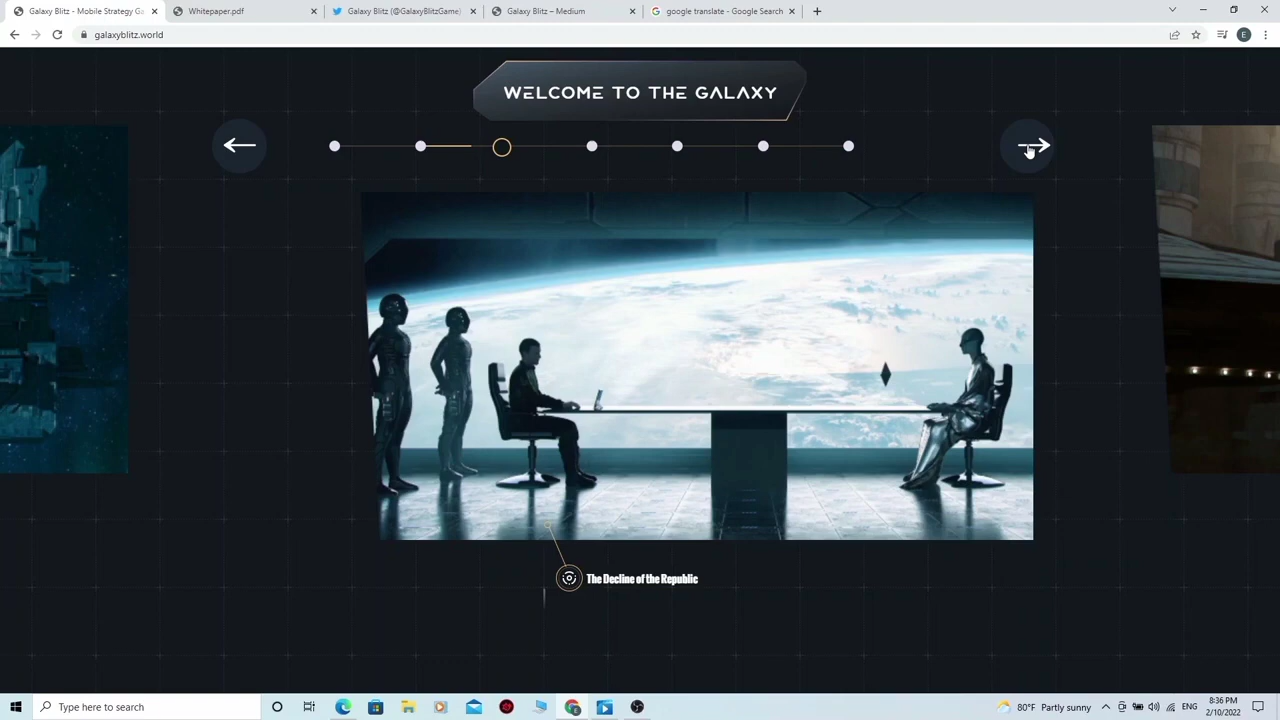 Galaxy Blitz - Mobile Strategy Ga
Whitepaper.pdf
Galaxy Blitz (@GalaxyBlitzGame)
Galaxy Blitz – Medium
google translate - Google Search
galaxyblitz.world
E
WELCOME TO THE GALAXY
The Decline of the Republic
Type here to search
80°F Partly sunny
ENG
8:36 PM
2/10/2022